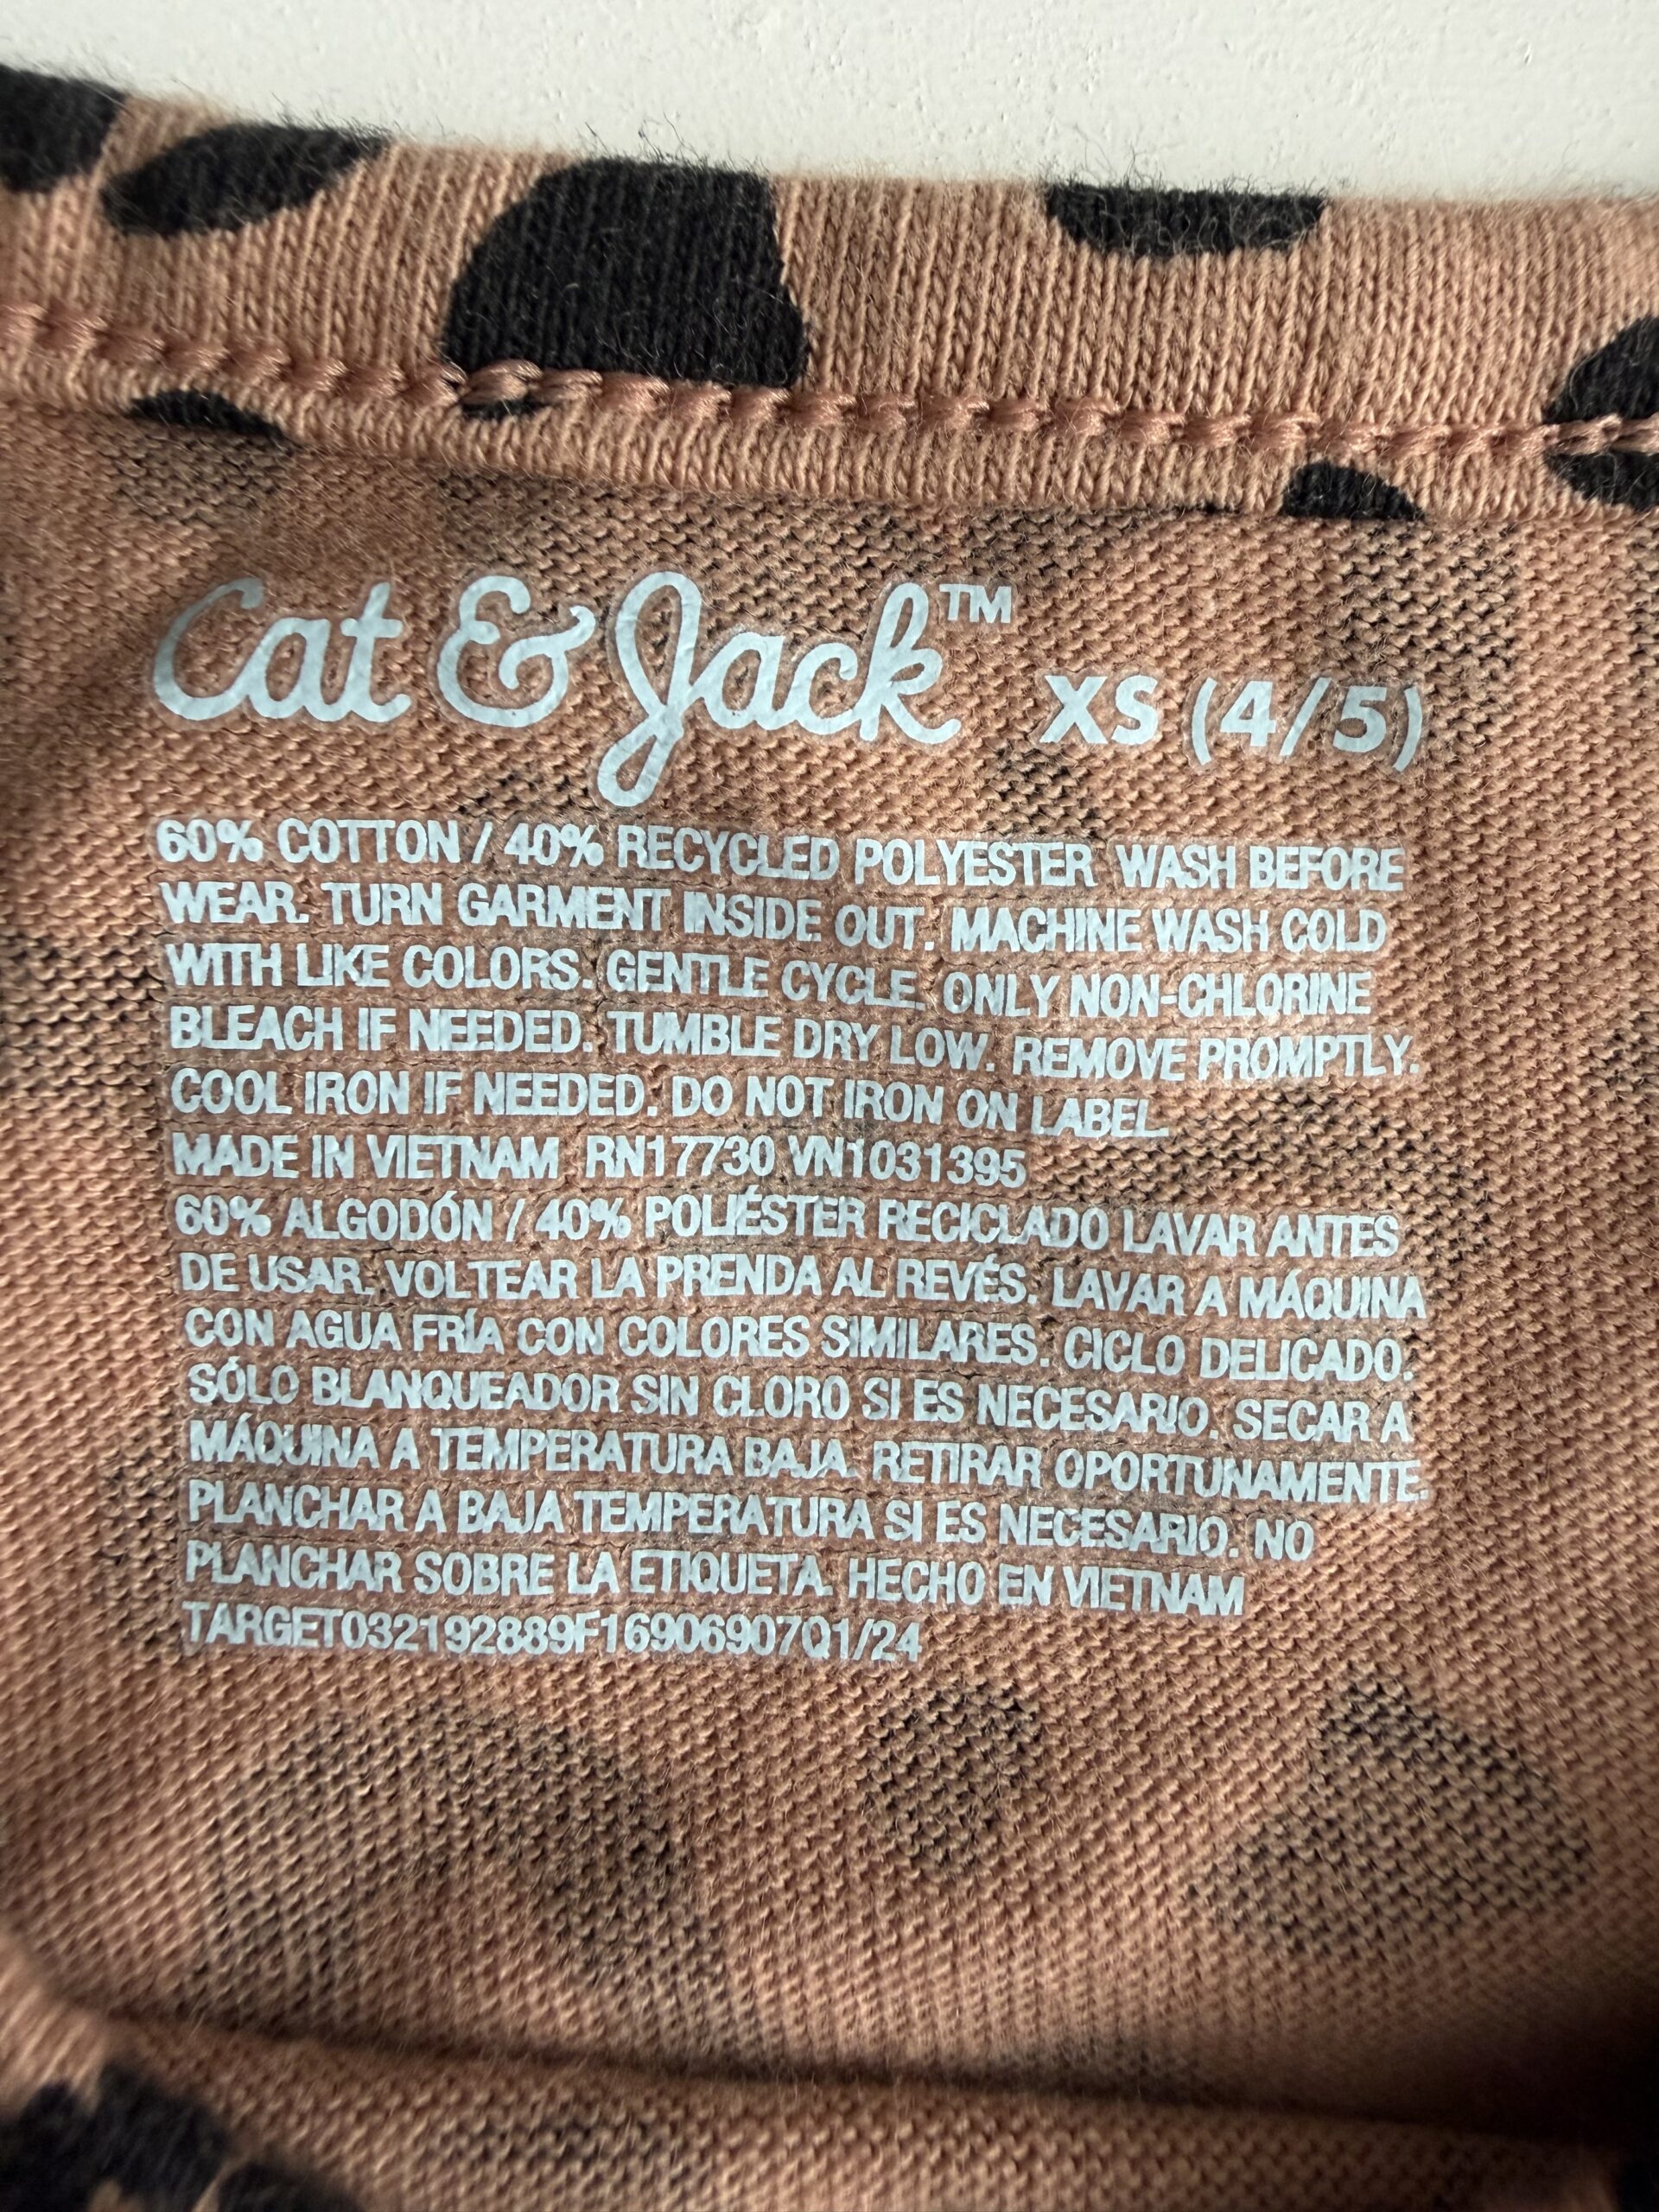 Cat & Jack™ XS (4/5)
60% COTTON / 40% RECYCLED POLYESTER WASH BEFORE
WEAR. TURN GARMENT INSIDE OUT. MACHINE WASH COLD
WITH LIKE COLORS. GENTLE CYCLE. ONLY NON-CHLORINE
BLEACH IF NEEDED. TUMBLE DRY LOW. REMOVE PROMPTLY.
COOL IRON IF NEEDED. DO NOT IRON ON LABEL.
MADE IN VIETNAM RN17730 VN1031395
60% ALGODÓN / 40% POLIÉSTER RECICLADO LAVAR ANTES
DE USAR. VOLTEAR LA PRENDA AL REVÉS. LAVAR A MÁQUINA
CON AGUA FRÍA CON COLORES SIMILARES. CICLO DELICADO.
SÓLO BLANQUEADOR SIN CLORO SI ES NECESARIO. SECAR A
MÁQUINA A TEMPERATURA BAJA. RETIRAR OPORTUNAMENTE.
PLANCHAR A BAJA TEMPERATURA SI ES NECESARIO. NO
PLANCHAR SOBRE LA ETIQUETA. HECHO EN VIETNAM
TARGET032192889F16906907Q1/24